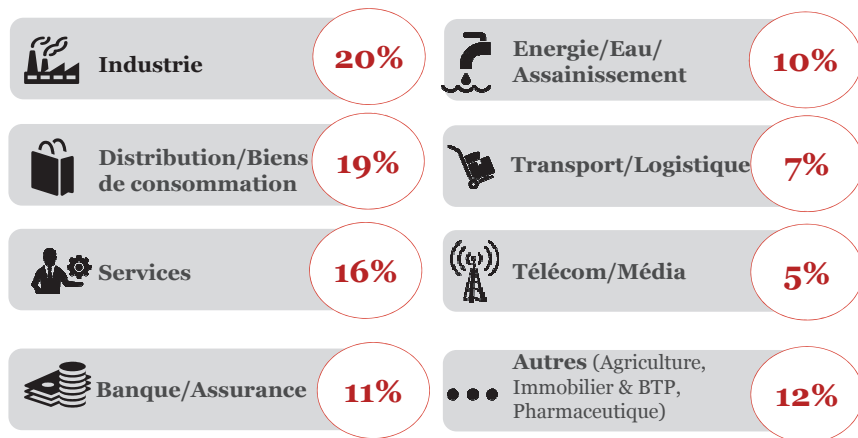 Industrie
20%
Distribution/Biens
de consommation
19%
Services
16%
Banque/Assurance
11%
Energie/Eau/
Assainissement
10%
Transport/Logistique
7%
Télécom/Média
5%
Autres (Agriculture,
Immobilier & BTP,
Pharmaceutique)
12%